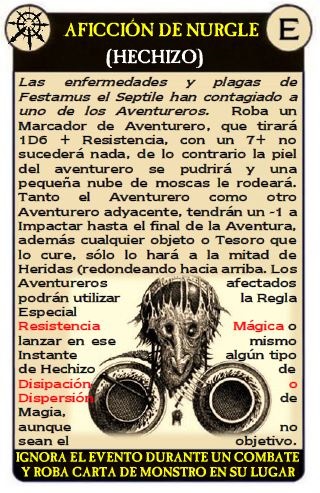 AFICCIÓN DE NURGLE
E
(HECHIZO)
Las enfermedades y plagas de
Festamus el Septile han contagiado a
uno de los Aventureros. Roba un
Marcador de Aventurero, que tirará
1D6 + Resistencia, con un 7+ no
sucederá nada, de lo contrario la piel
del aventurero se pudrirá y una
pequeña nube de moscas le rodeará.
Tanto el Aventurero como otro
Aventurero adyacente, tendrán un -1 a
Impactar hasta el final de la Aventura,
además cualquier objeto o Tesoro que
lo cure, sólo lo hará a la mitad de
Heridas (redondeando hacia arriba. Los
Aventureros afectados
podrán utilizar la Regla
Especial
Resistencia Mágica o
lanzar en ese mismo
Instante algún tipo
de Hechizo de
Disipación o
Dispersión de
Magia,
aunque no
sean el objetivo.
IGNORA EL EVENTO DURANTE UN COMBATE
Y ROBA CARTA DE MONSTRO EN SU LUGAR